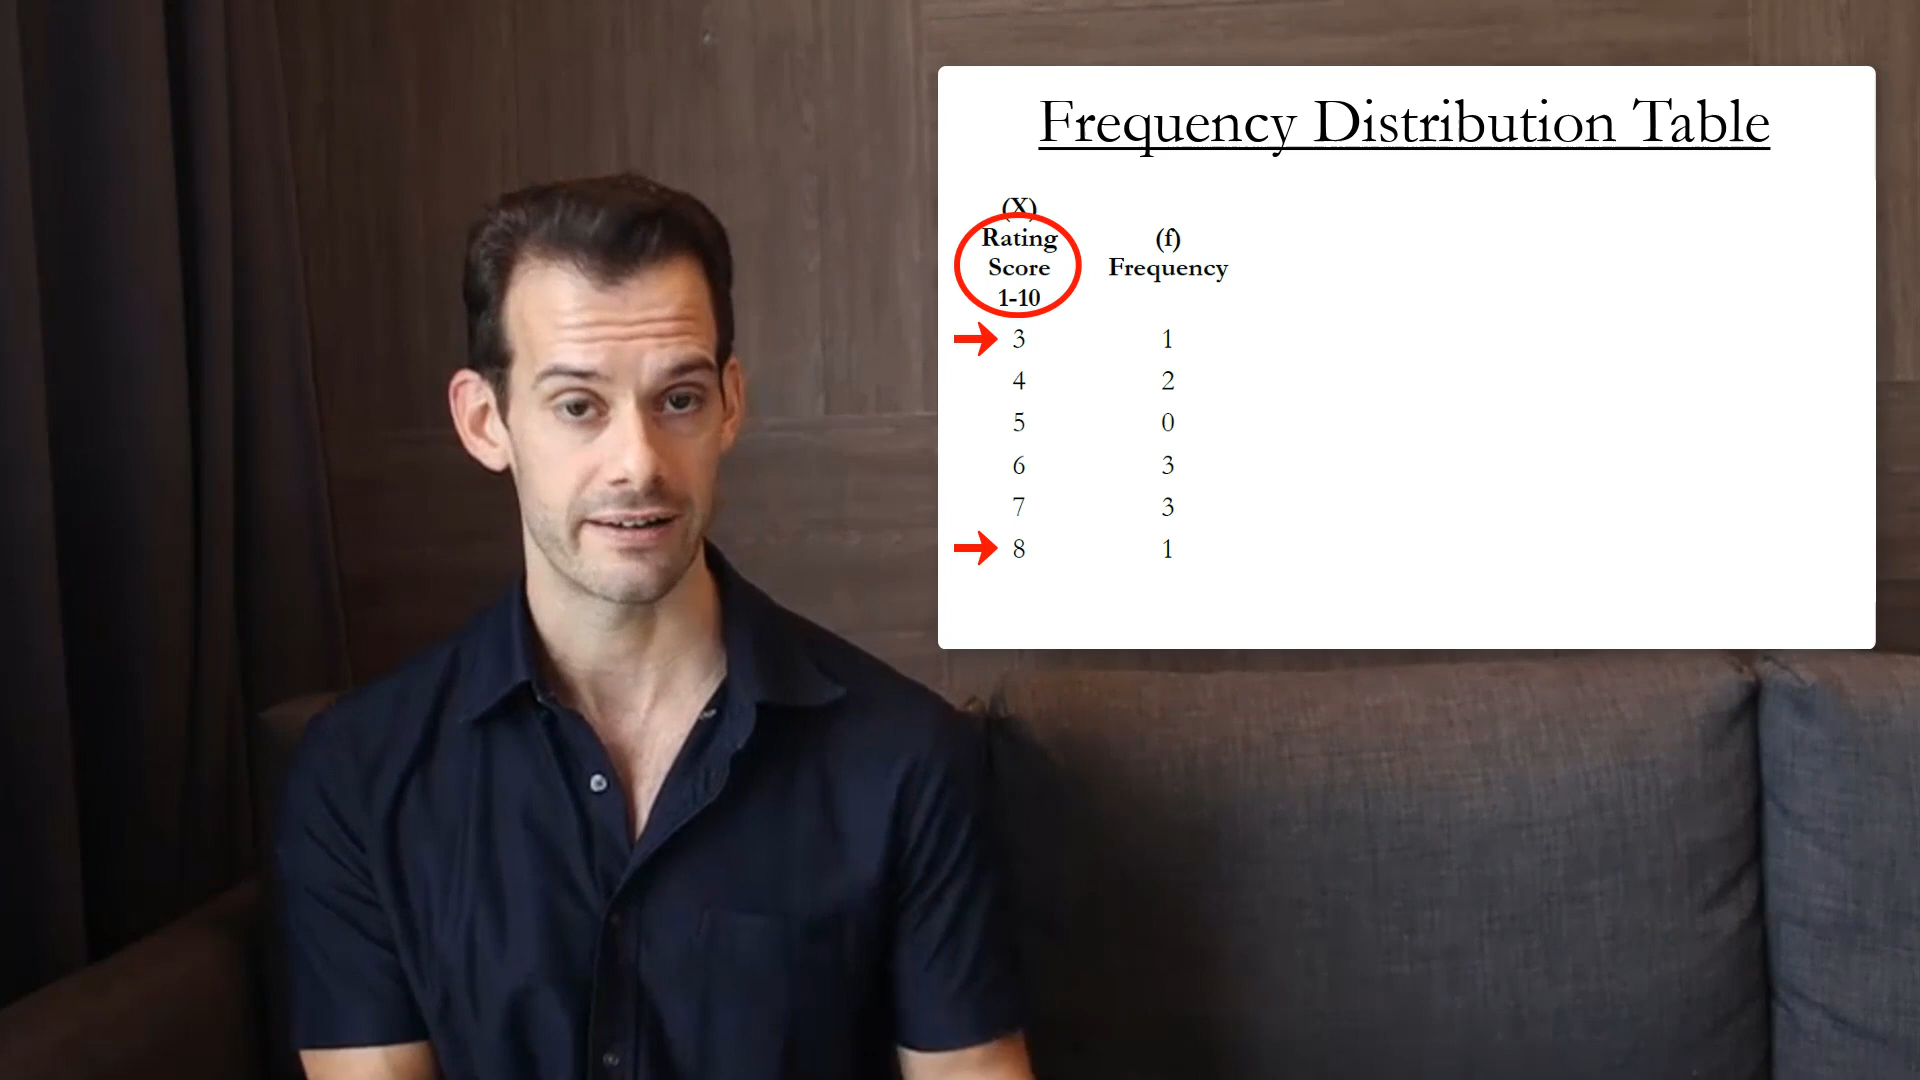 Frequency Distribution Table
(X)
Rating (f)
Score Frequency
1-10
3 1
4 2
5 0
6 3
7 3
8 1